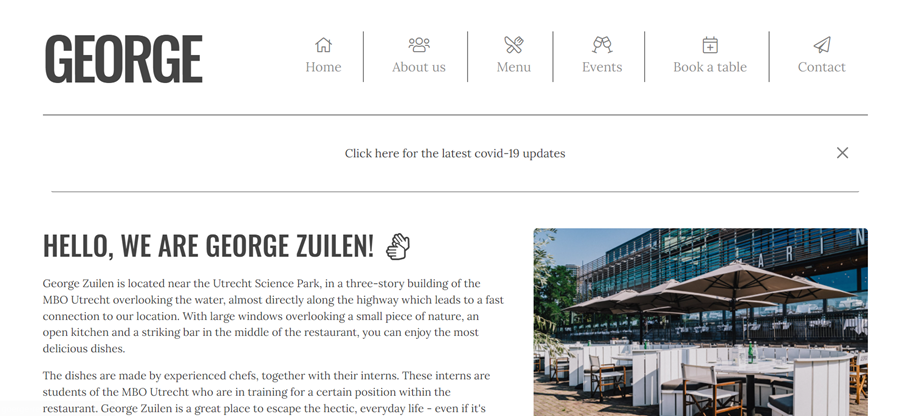 GEORGE
Home
About us
Menu
Events
Book a table
Contact
Click here for the latest covid-19 updates
HELLO, WE ARE GEORGE ZUILEN!
George Zuilen is located near the Utrecht Science Park, in a three-story building of the
MBO Utrecht overlooking the water, almost directly along the highway which leads to a fast
connection to our location. With large windows overlooking a small piece of nature, an
open kitchen and a striking bar in the middle of the restaurant, you can enjoy the most
delicious dishes.
The dishes are made by experienced chefs, together with their interns. These interns are
students of the MBO Utrecht who are in training for a certain position within the
restaurant. George Zuilen is a great place to escape the hectic, everyday life - even if it's
ARIN